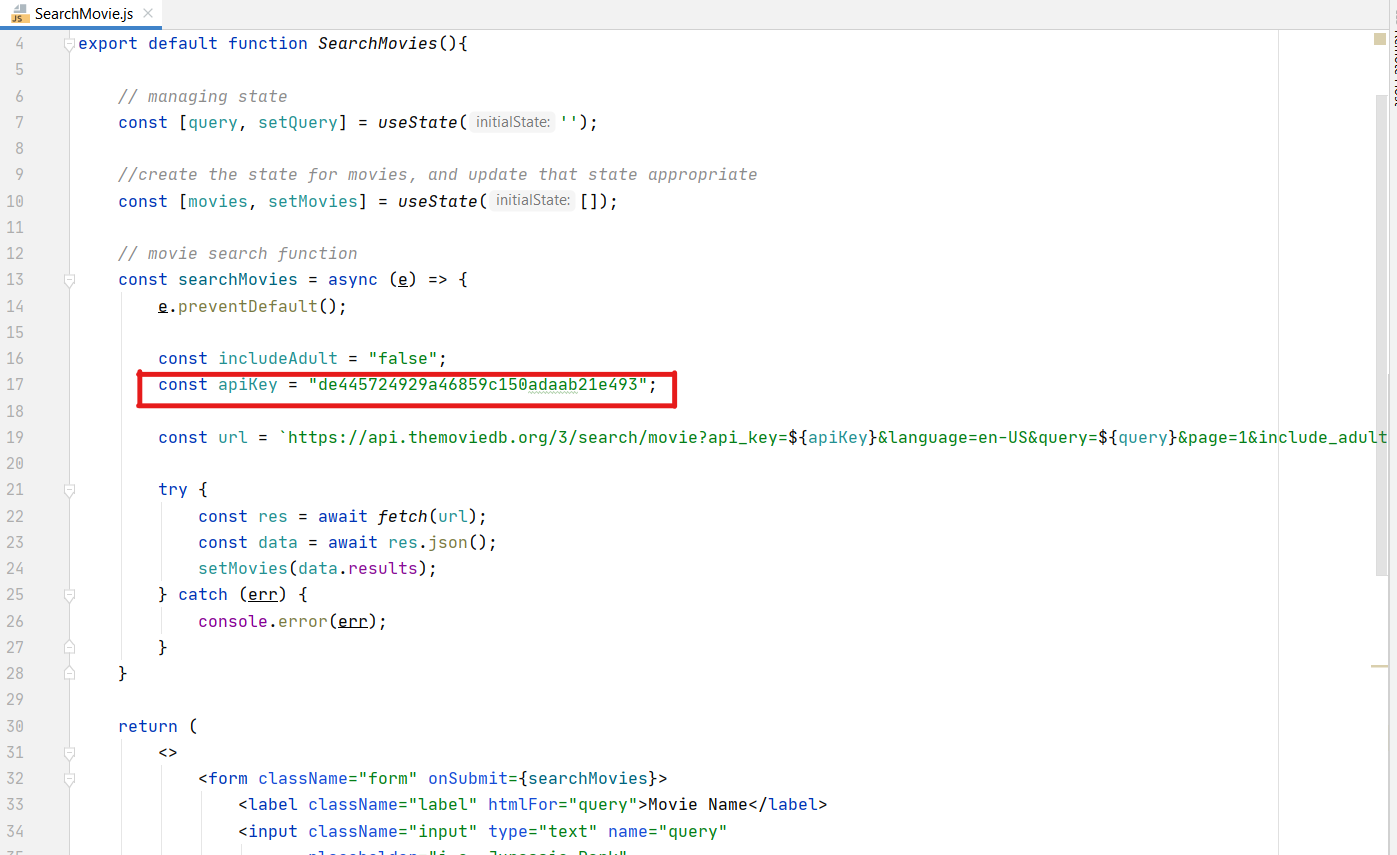 SearchMovie.js
4 export default function SearchMovies(){
5
6 // managing state
7 const [query, setQuery] = useState( initialState: '');
8
9 //create the state for movies, and update that state appropriate
10 const [movies, setMovies] = useState( initialState: []);
11
12 // movie search function
13 const searchMovies = async (e) => {
14 e.preventDefault();
15
16 const includeAdult = "false";
17 const apiKey = "de445724929a46859c150adaab21e493";
18
19 const url = `https://api.themoviedb.org/3/search/movie?api_key=${apiKey}&language=en-US&query=${query}&page=1&include_adult
20
21 try {
22 const res = await fetch(url);
23 const data = await res.json();
24 setMovies(data.results);
25 } catch (err) {
26 console.error(err);
27 }
28 }
29
30 return (
31 <>
32 <form className="form" onSubmit={searchMovies}>
33 <label className="label" htmlFor="query">Movie Name</label>
34 <input className="input" type="text" name="query"